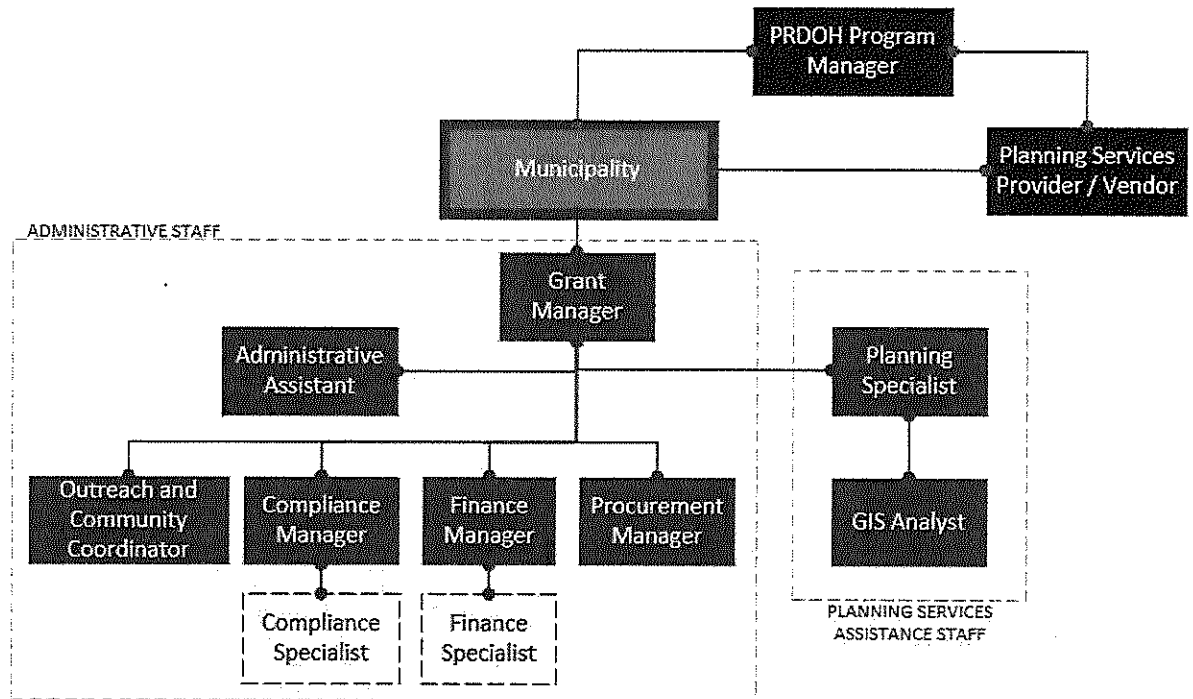 PRDOH Program
Manager
Municipality
Planning Services
Provider / Vendor
ADMINISTRATIVE STAFF
Grant
Manager
Administrative
Assistant
Planning
Specialist
Outreach and
Community
Coordinator
Compliance
Manager
Finance
Manager
Procurement
Manager
GIS Analyst
Compliance
Specialist
Finance
Specialist
PLANNING SERVICES
ASSISTANCE STAFF